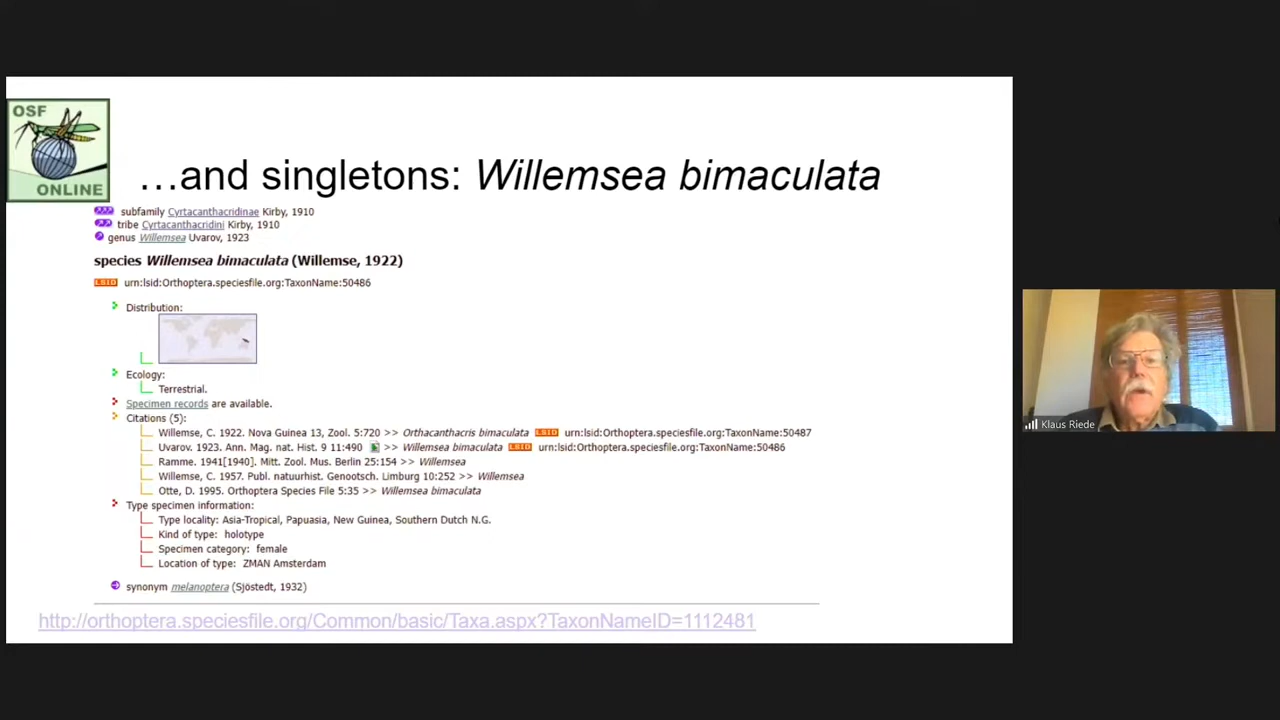 OSF
ONLINE
…and singletons: Willemsea bimaculata
subfamily Cyrtacanthacridinae Kirby, 1910
tribe Cyrtacanthacridini Kirby, 1910
genus Willemsea Uvarov, 1923
species Willemsea bimaculata (Willemse, 1922)
LSID urn:lsid:Orthoptera.speciesfile.org:TaxonName:50486
Distribution:
Ecology:
Terrestrial.
Specimen records are available.
Citations (5):
Willemse, C. 1922. Nova Guinea 13, Zool. 5:720 >> Orthacanthacris bimaculata LSID urn:lsid:Orthoptera.speciesfile.org:TaxonName:50487
Uvarov. 1923. Ann. Mag. nat. Hist. 9 11:490 >> Willemsea bimaculata LSID urn:lsid:Orthoptera.speciesfile.org:TaxonName:50486
Ramme. 1941[1940]. Mitt. Zool. Mus. Berlin 25:154 >> Willemsea
Willemse, C. 1957. Publ. natuurhist. Genootsch. Limburg 10:252 >> Willemsea
Otte, D. 1995. Orthoptera Species File 5:35 >> Willemsea bimaculata
Type specimen information:
Type locality: Asia-Tropical, Papuasia, New Guinea, Southern Dutch N.G.
Kind of type: holotype
Specimen category: female
Location of type: ZMAN Amsterdam
synonym melanoptera (Sjöstedt, 1932)
http://orthoptera.speciesfile.org/Common/basic/Taxa.aspx?TaxonNameID=1112481
Klaus Riede